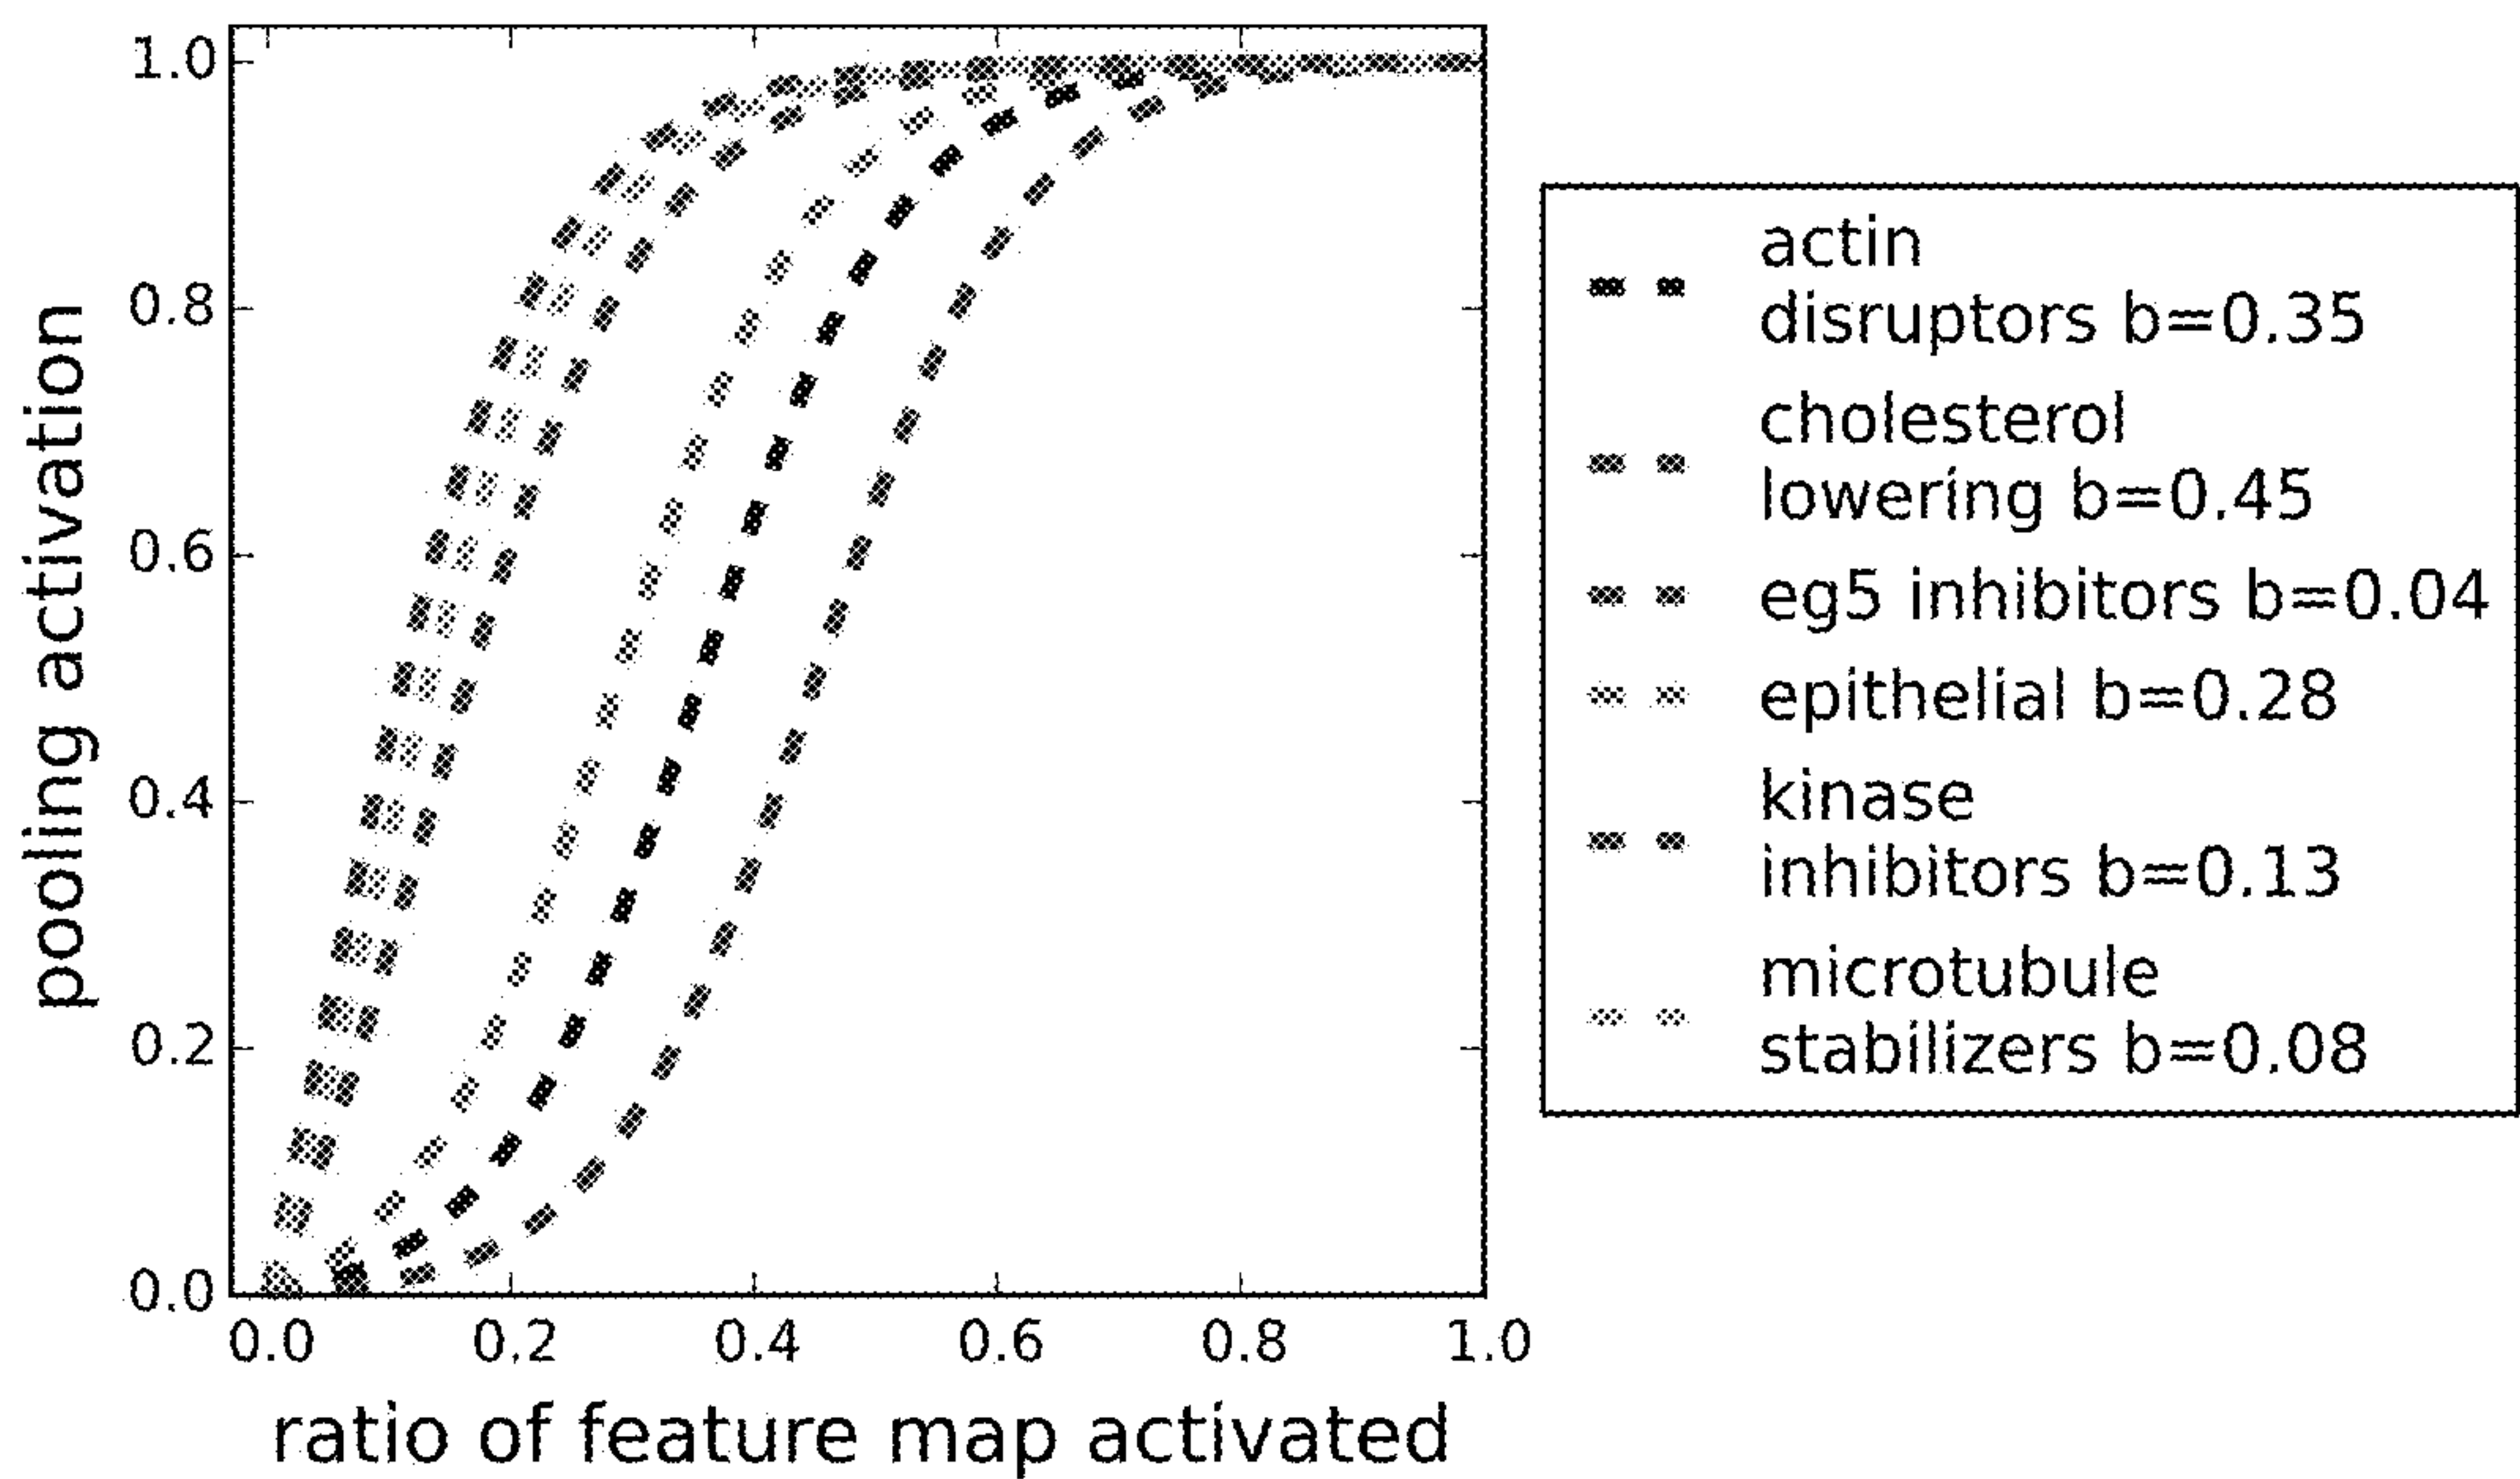 pooling activation
1.0
0.8
0.6
0.4
0.2
0.0
0.0 0.2 0.4 0.6 0.8 1.0
ratio of feature map activated
actin
disruptors b=0.35
cholesterol
lowering b=0.45
eg5 inhibitors b=0.04
epithelial b=0.28
kinase
inhibitors b=0.13
microtubule
stabilizers b=0.08